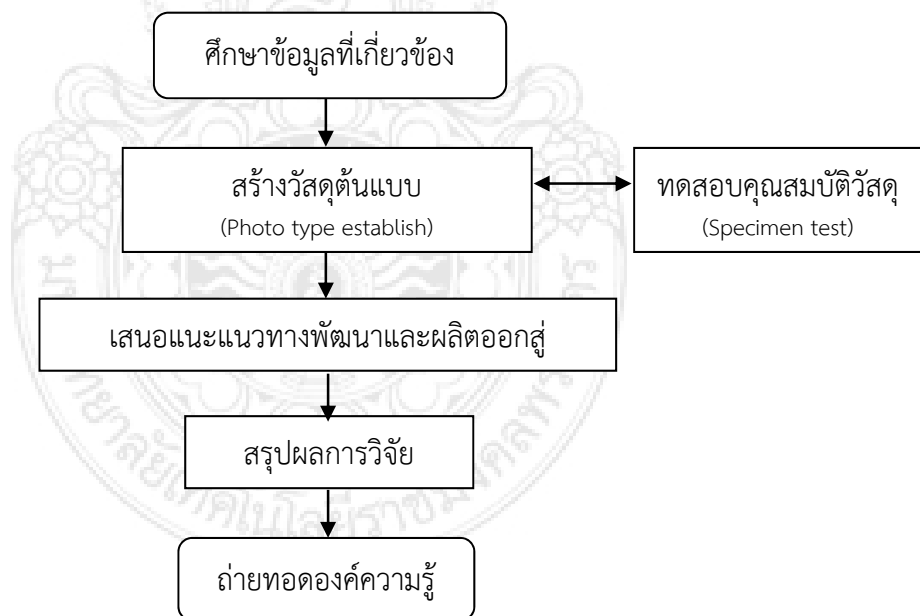 ศึกษาข้อมูลที่เกี่ยวข้อง
สร้างวัสดุต้นแบบ
(Photo type establish)
ทดสอบคุณสมบัติวัสดุ
(Specimen test)
เสนอแนะแนวทางพัฒนาและผลิตออกสู่
สรุปผลการวิจัย
ถ่ายทอดองค์ความรู้